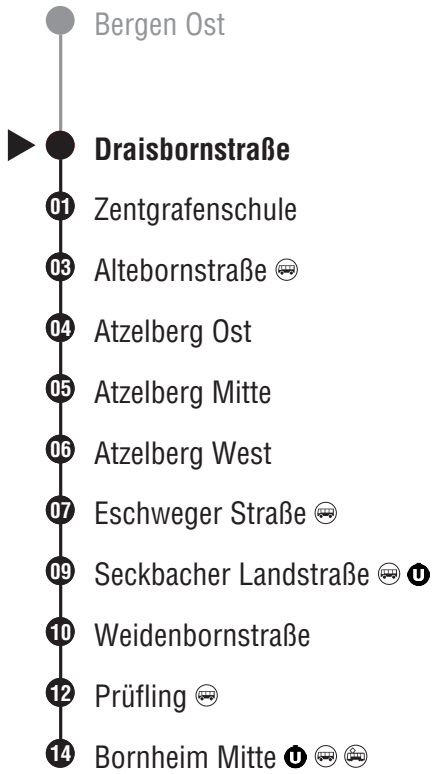 Bergen Ost
Draisbornstraße
01 Zentgrafenschule
03 Altebornstraße
04 Atzelberg Ost
05 Atzelberg Mitte
06 Atzelberg West
07 Eschweger Straße
09 Seckbacher Landstraße U
10 Weidenbornstraße
12 Prüfling
14 Bornheim Mitte U